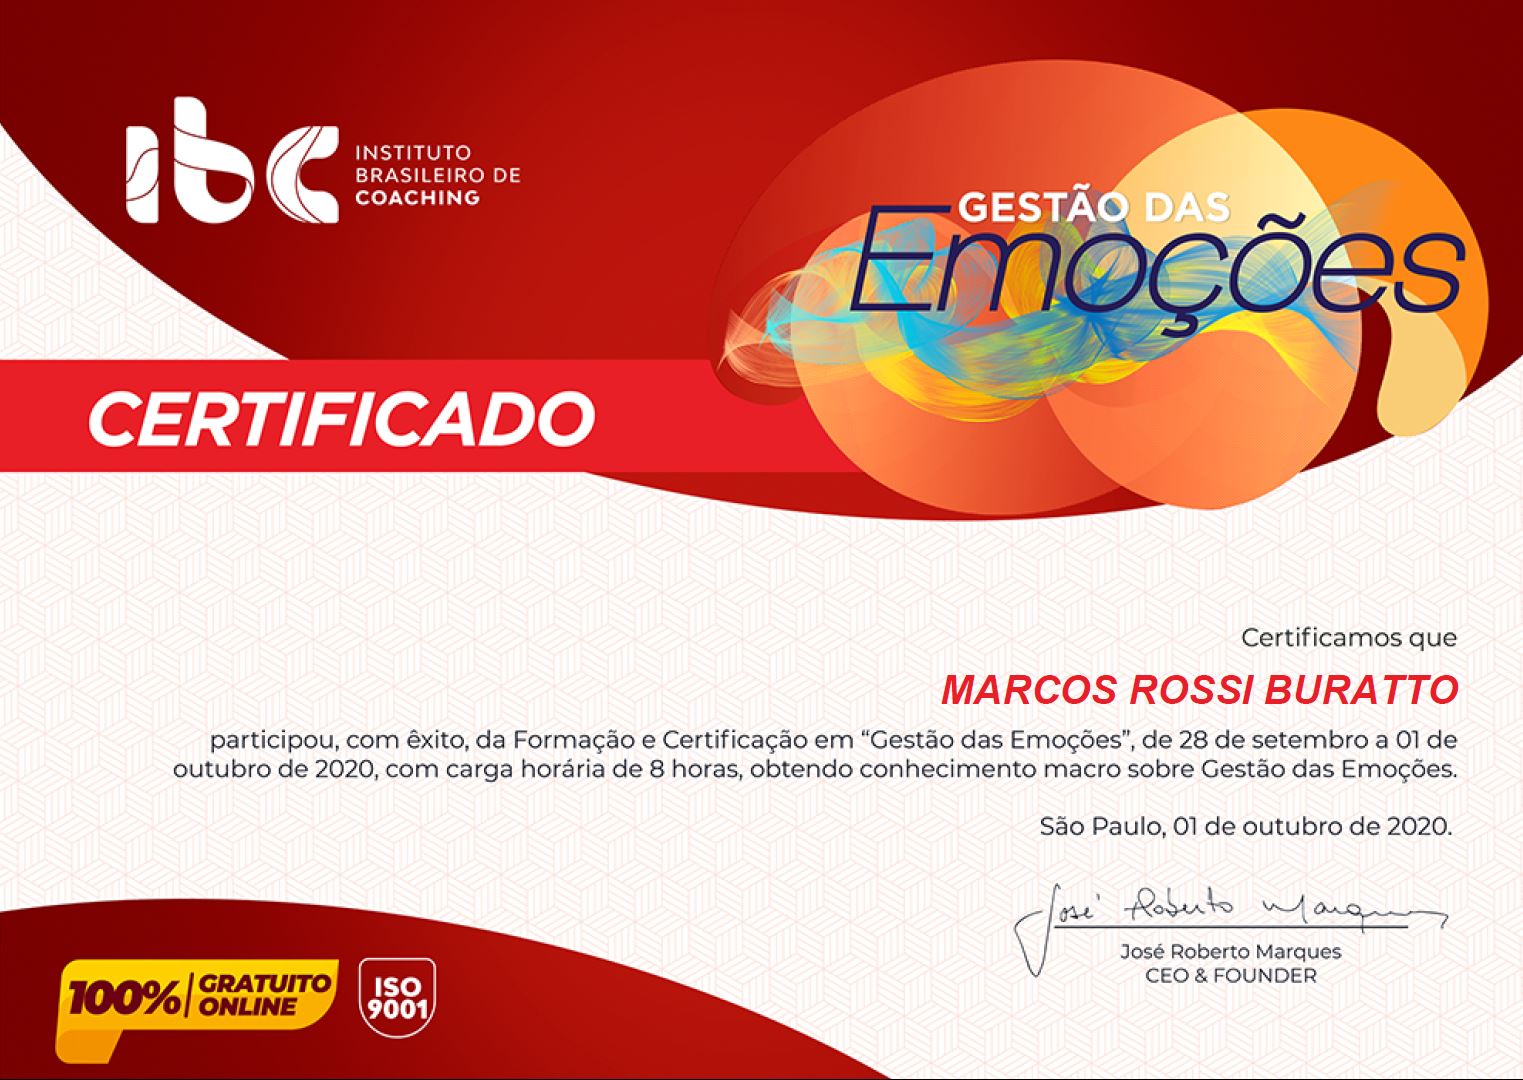 ibc
INSTITUTO
BRASILEIRO DE
COACHING
GESTÃO DAS
Emoções
CERTIFICADO
Certificamos que
MARCOS ROSSI BURATTO
participou, com êxito, da Formação e Certificação em “Gestão das Emoções”, de 28 de setembro a 01 de
outubro de 2020, com carga horária de 8 horas, obtendo conhecimento macro sobre Gestão das Emoções.
São Paulo, 01 de outubro de 2020.
José Roberto Marques
José Roberto Marques
CEO & FOUNDER
100% GRATUITO
ONLINE
ISO
9001